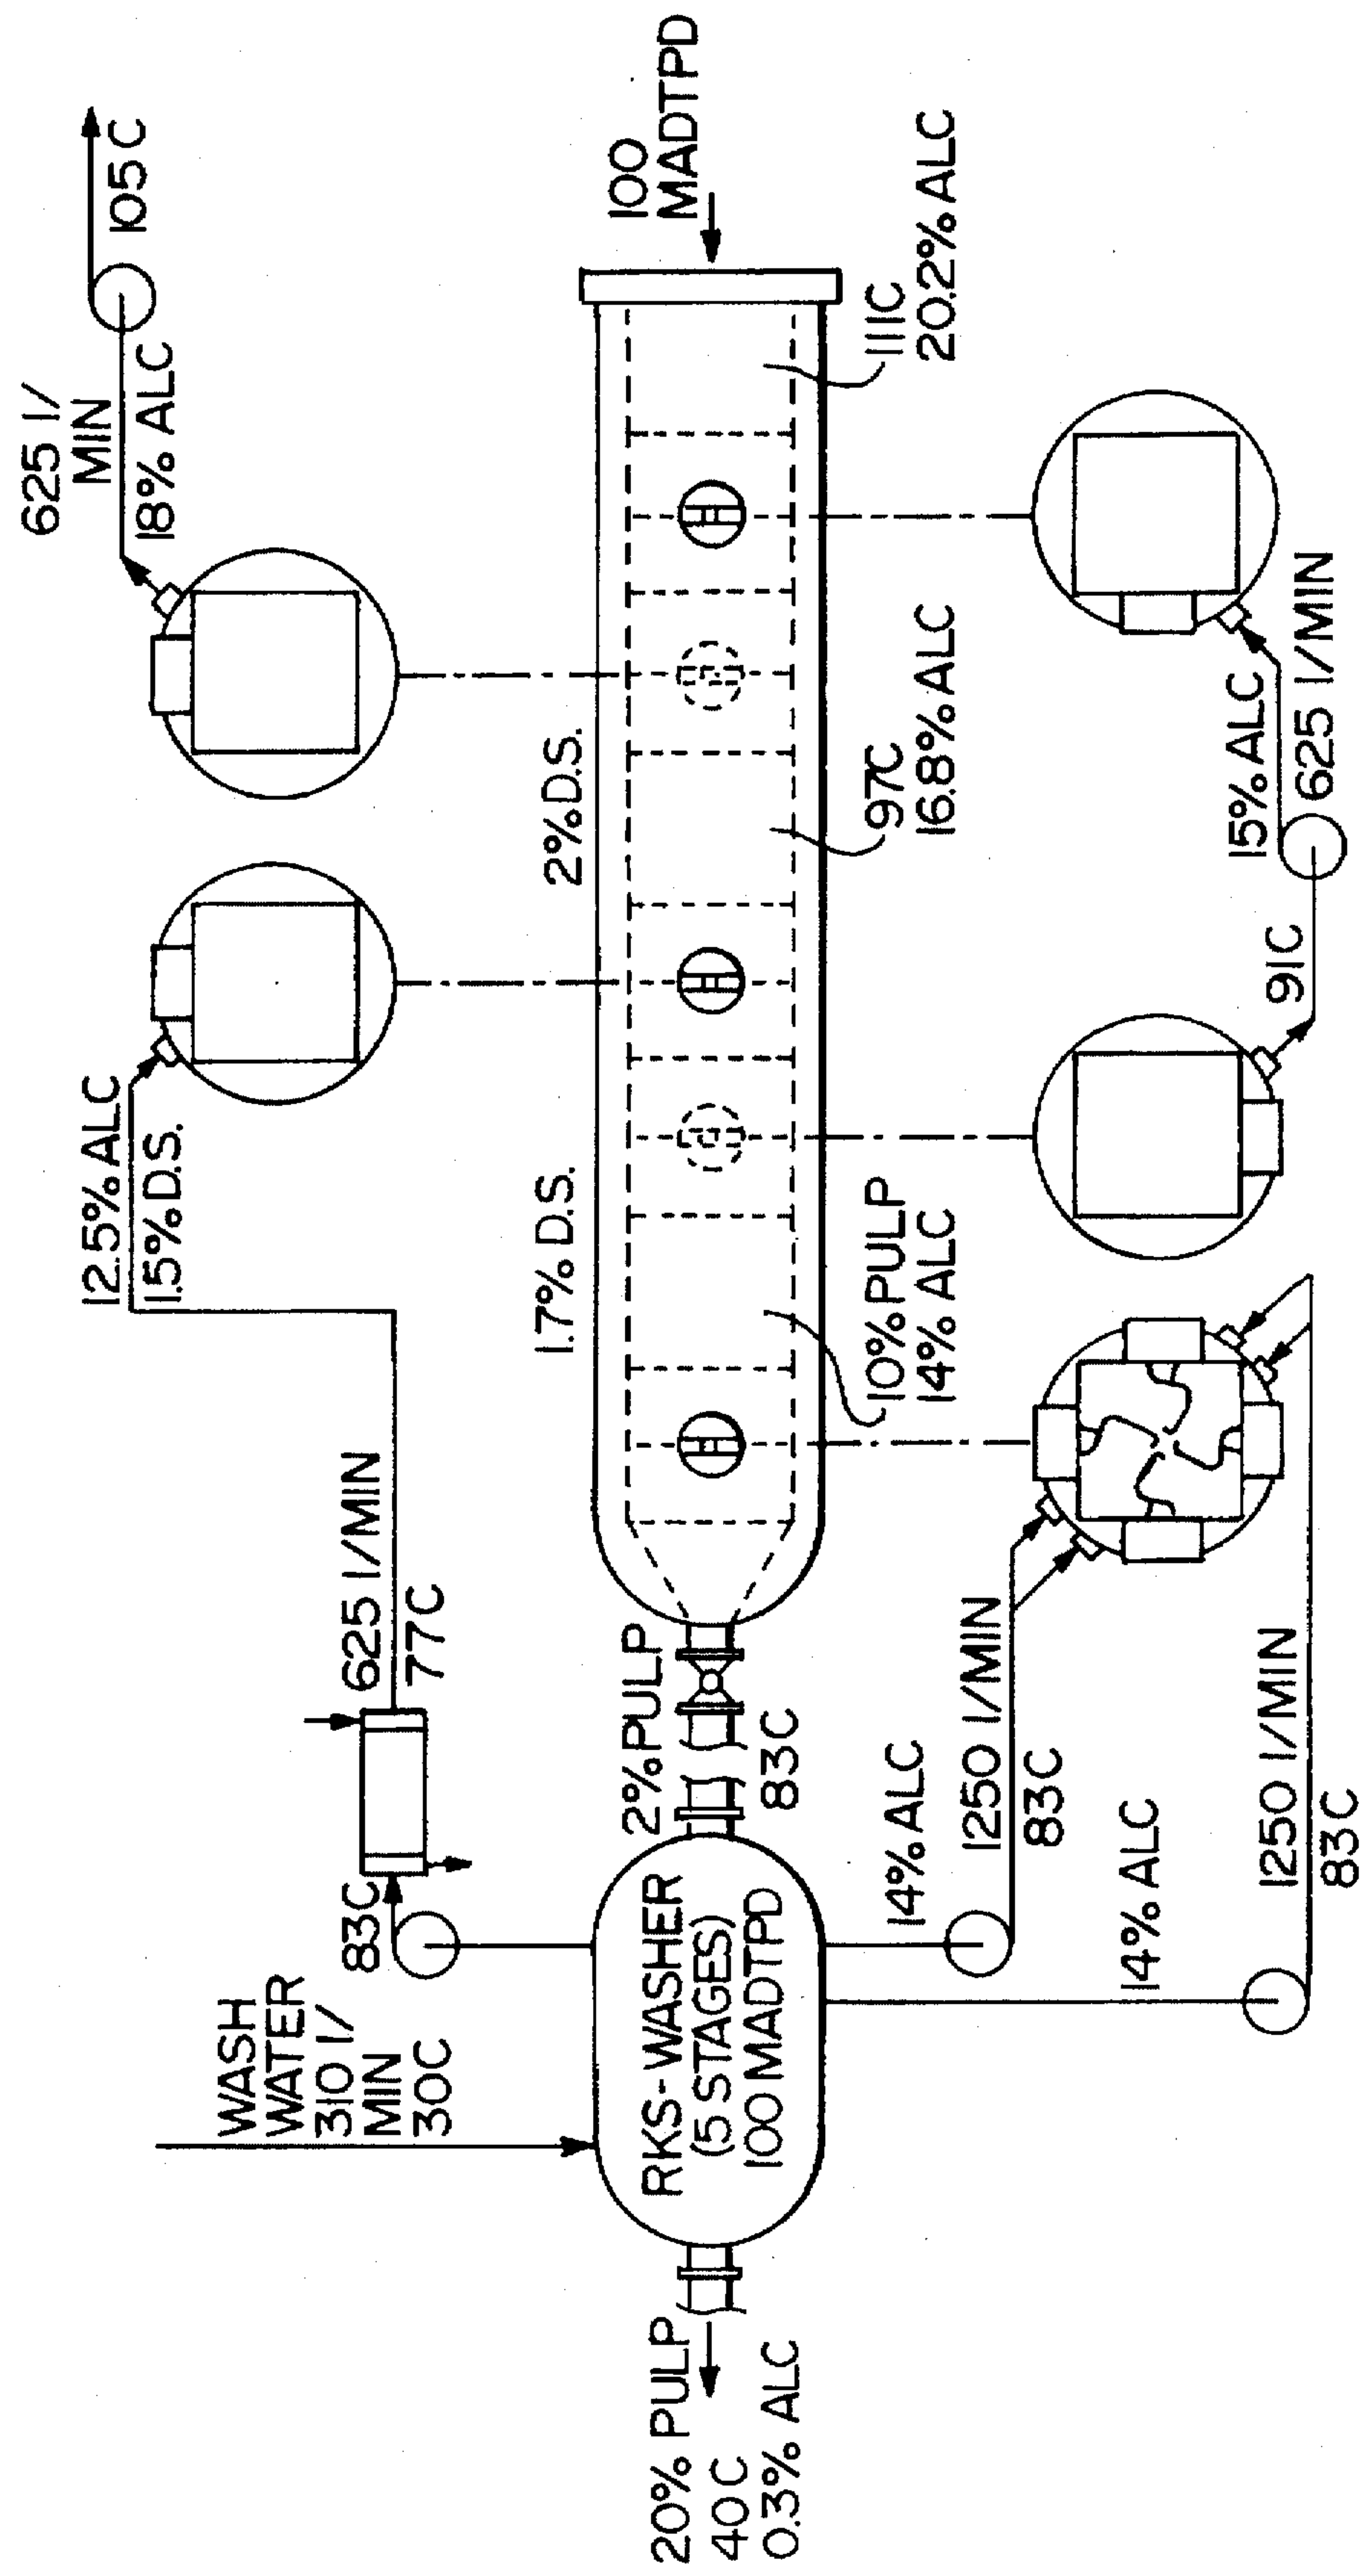 625 l/
MIN
18% ALC
105C
12.5% ALC
1.5% D.S.
625 l/MIN
77C
83C
WASH
WATER
310 l/
MIN
30C
100
MADTPD
2% D.S.
1.7% D.S.
111C
20.2% ALC
97C
16.8% ALC
10% PULP
14% ALC
2% PULP
83C
RKS-WASHER
(5 STAGES)
100 MADTPD
20% PULP
40C
0.3% ALC
15% ALC
625 l/MIN
91C
14% ALC
1250 l/MIN
83C
14% ALC
1250 l/MIN
83C